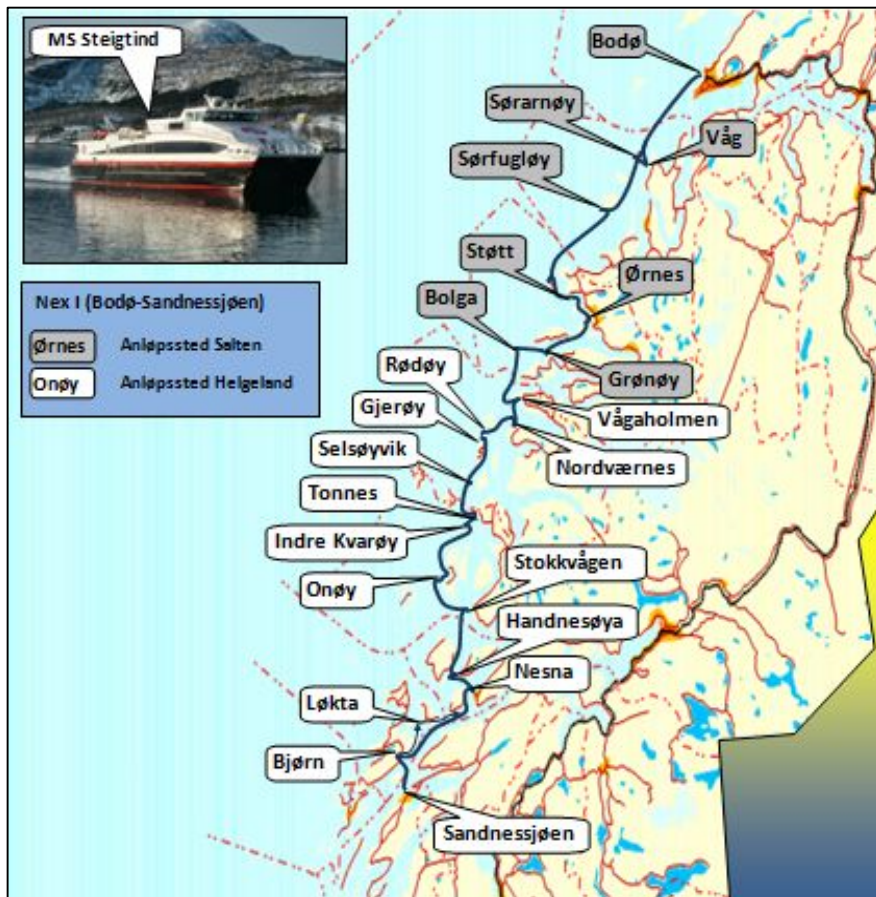 MS Steigtind
Bodø
Sørarnøy
Våg
Sørfugløy
Støtt
Ørnes
Bolga
Nex I (Bodø-Sandnessjøen)
Ørnes Anløpssted Salten
Onøy Anløpssted Helgeland
Grønøy
Rødøy
Gjerøy
Vågaholmen
Selsøyvik
Nordværnes
Tonnes
Indre Kvarøy
Stokkvågen
Onøy
Handnesøya
Nesna
Løkta
Bjørn
Sandnessjøen